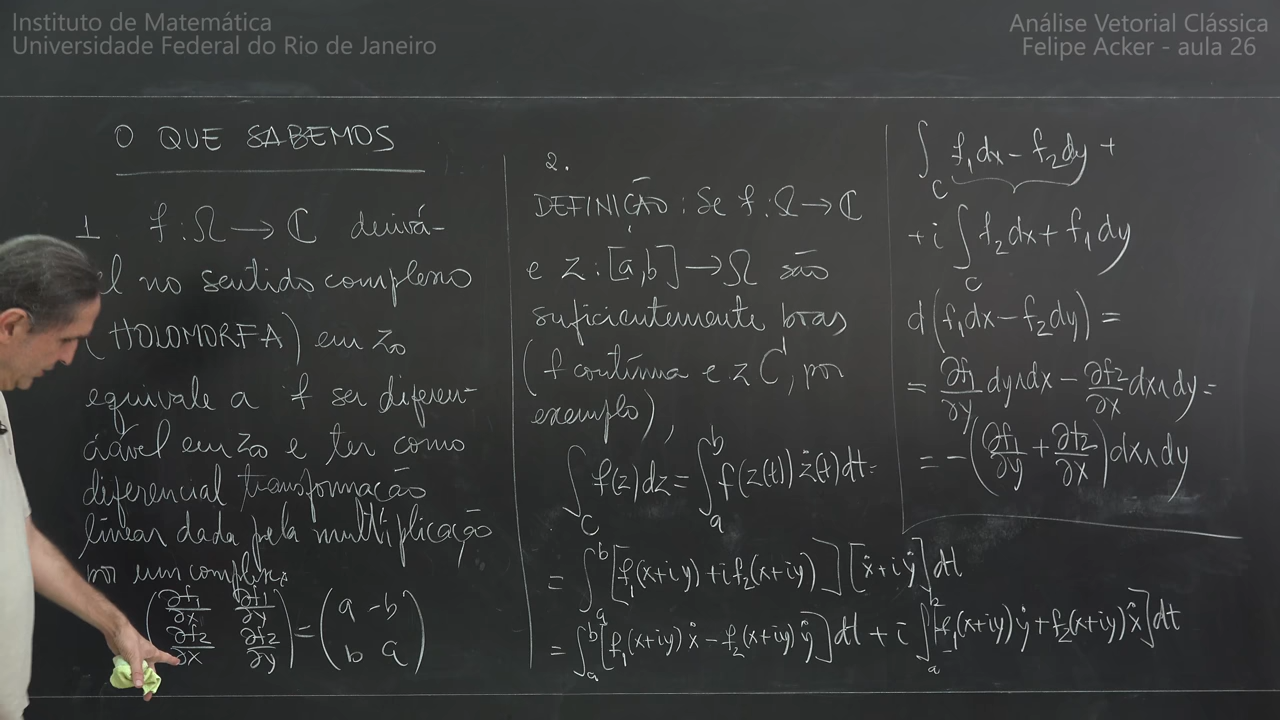 Instituto de Matemática
Universidade Federal do Rio de Janeiro
Análise Vetorial Clássica
Felipe Acker - aula 26
O QUE SABEMOS
1. f : Ω → ℂ derivá-
el no sentido complexo
(HOLOMORFA) em z₀
equivale a f ser diferen-
ciável em z₀ e ter como
diferencial transformação
linear dada pela multiplicação
por um complexo
(∂f₁/∂x ∂f₁/∂y
∂f₂/∂x ∂f₂/∂y) = (a -b
b a)
2.
DEFINIÇÃO : Se f : Ω → ℂ
e z : [a,b] → Ω são
suficientemente boas
(f contínua e z C¹, por
exemplo),
∫_C f(z)dz = ∫_a^b f(z(t)) ż(t)dt =
= ∫_a^b [f₁(x+iy) + i f₂(x+iy)] [ẋ + iẏ] dt
= ∫_a^b [f₁(x+iy) ẋ - f₂(x+iy) ẏ] dt + i ∫_a^b [f₁(x+iy) ẏ + f₂(x+iy) ẋ] dt
∫_C f₁dx - f₂dy +
+ i ∫_C f₂dx + f₁dy
d(f₁dx - f₂dy) =
= ∂f₁/∂y dy∧dx - ∂f₂/∂x dx∧dy =
= -(∂f₁/∂y + ∂f₂/∂x) dx∧dy